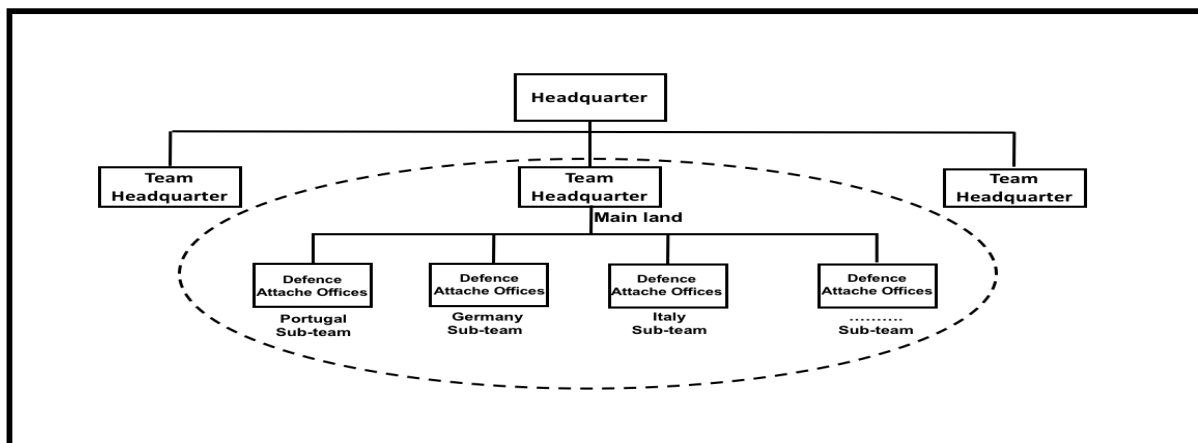 Headquarter
Team
Headquarter
Team
Headquarter
Team
Headquarter
Main land
Defence
Attache Offices
Defence
Attache Offices
Defence
Attache Offices
Defence
Attache Offices
Portugal
Sub-team
Germany
Sub-team
Italy
Sub-team
..........
Sub-team